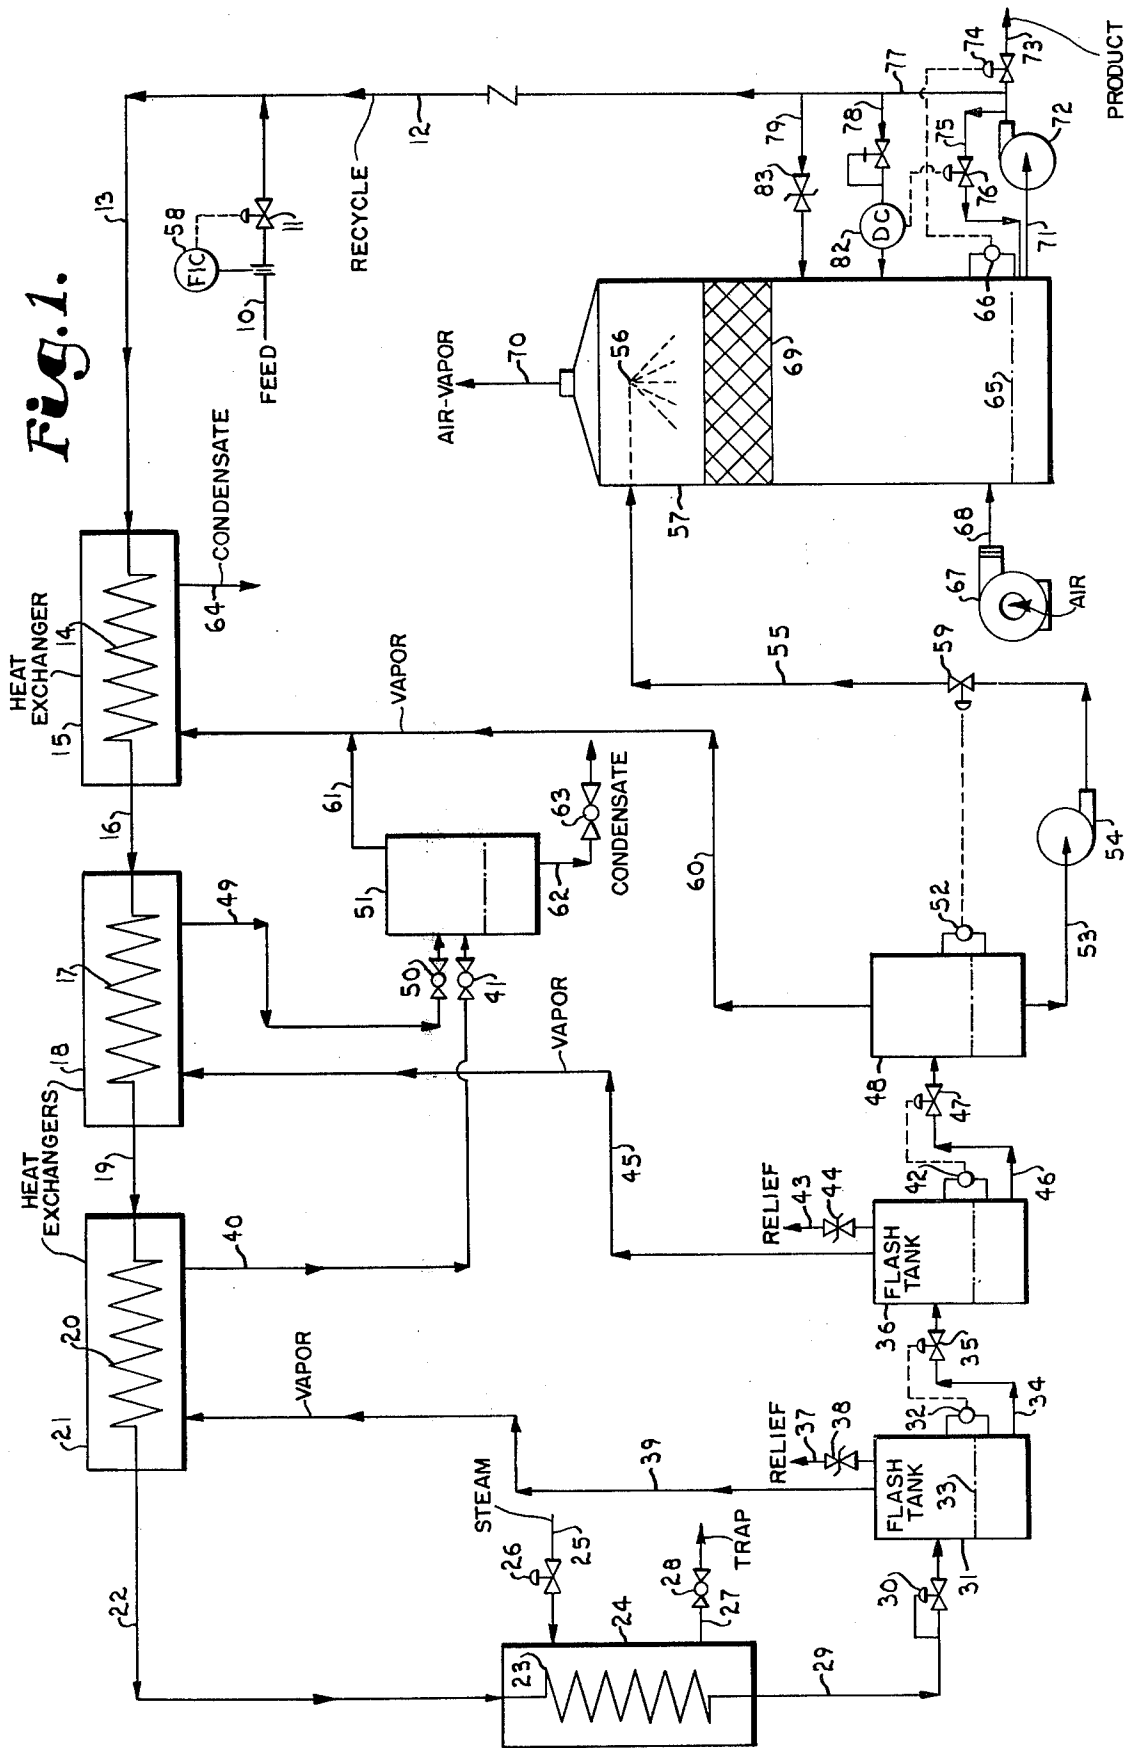 Fig. 1.
13
58
FIC
11
10
FEED
12
RECYCLE
HEAT
EXCHANGER
14
15
64
CONDENSATE
16
17
18
49
HEAT
EXCHANGERS
19
20
21
40
22
VAPOR
61
51
50
41
62
63
CONDENSATE
VAPOR
60
VAPOR
45
39
STEAM
26
25
28
27
TRAP
23
24
29
30
FLASH
TANK
33
31
32
34
35
RELIEF
37
38
FLASH
TANK
36
42
46
47
RELIEF
43
44
48
52
53
54
55
59
AIR-VAPOR
70
56
57
69
65
66
67
68
AIR
83
79
78
82
DC
77
76
75
71
72
73
74
PRODUCT